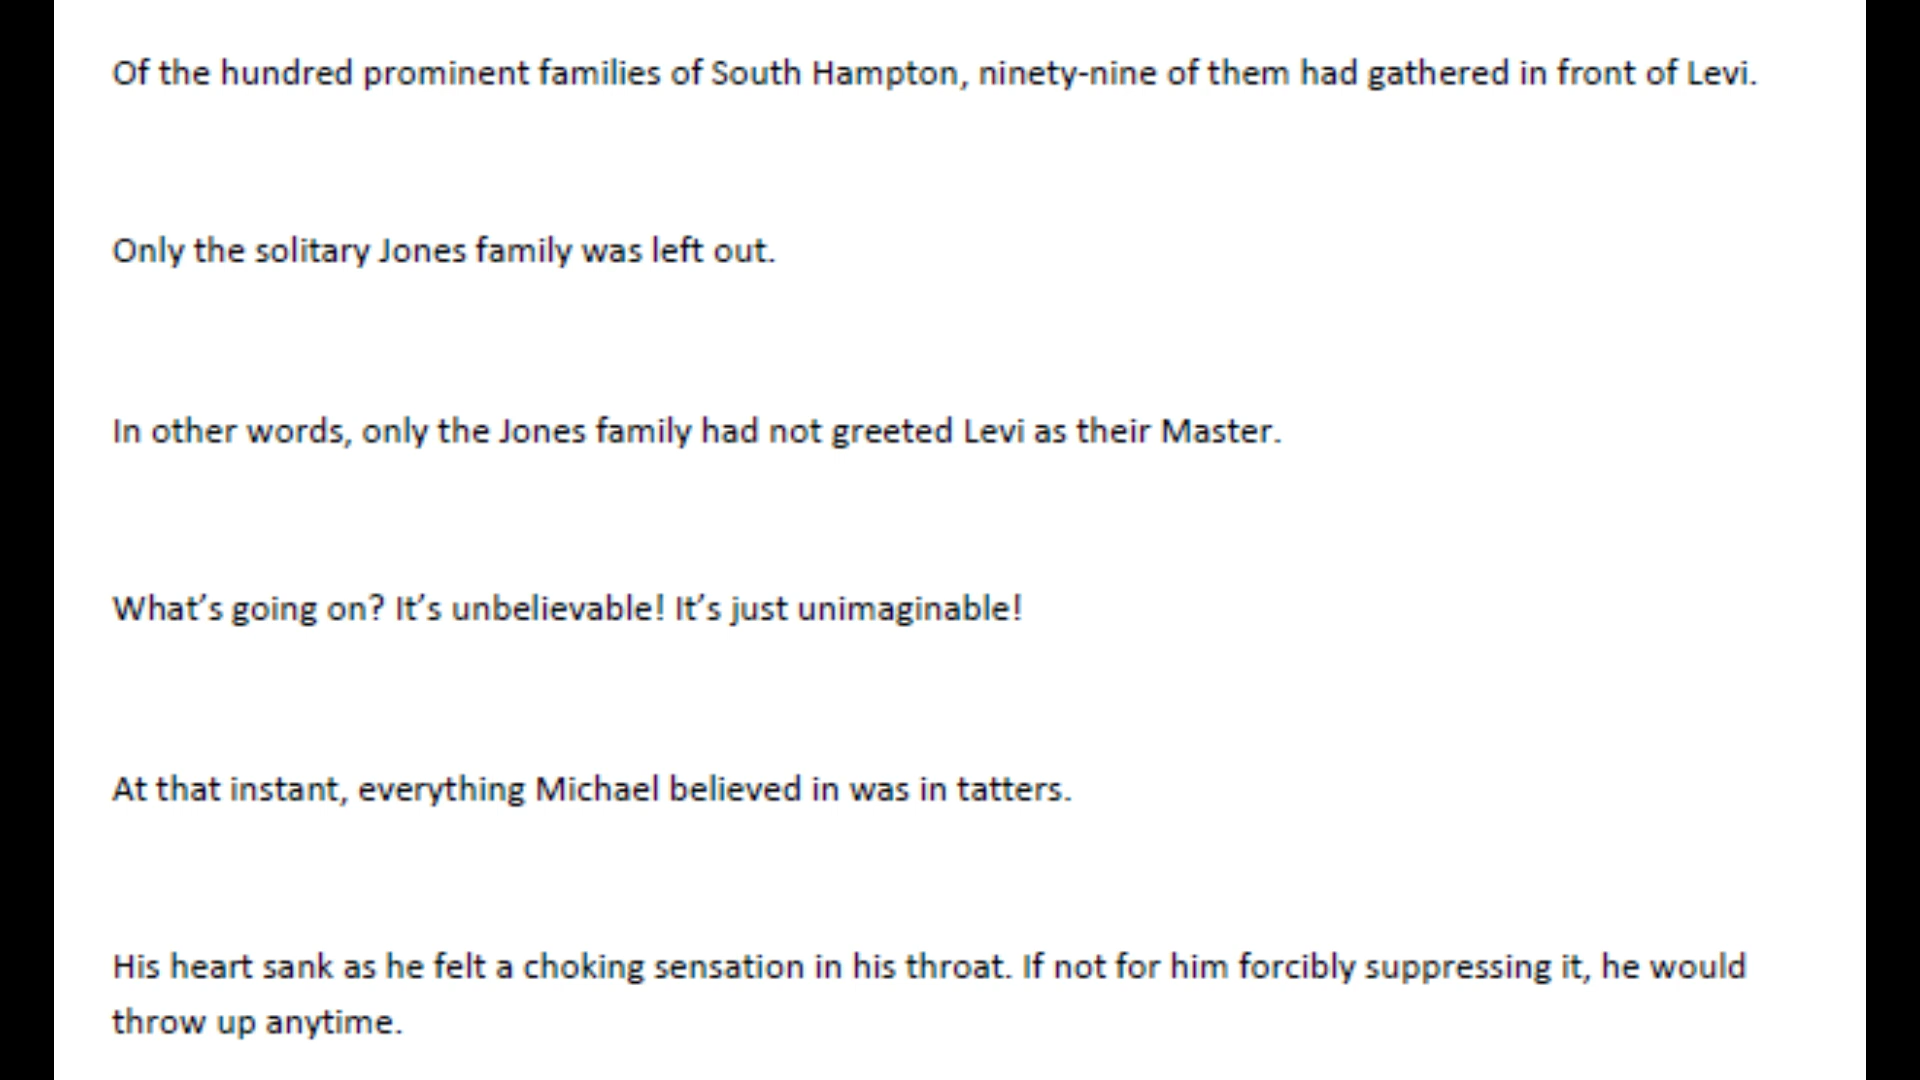 Of the hundred prominent families of South Hampton, ninety-nine of them had gathered in front of Levi.
Only the solitary Jones family was left out.
In other words, only the Jones family had not greeted Levi as their Master.
What’s going on? It’s unbelievable! It’s just unimaginable!
At that instant, everything Michael believed in was in tatters.
His heart sank as he felt a choking sensation in his throat. If not for him forcibly suppressing it, he would
throw up anytime.